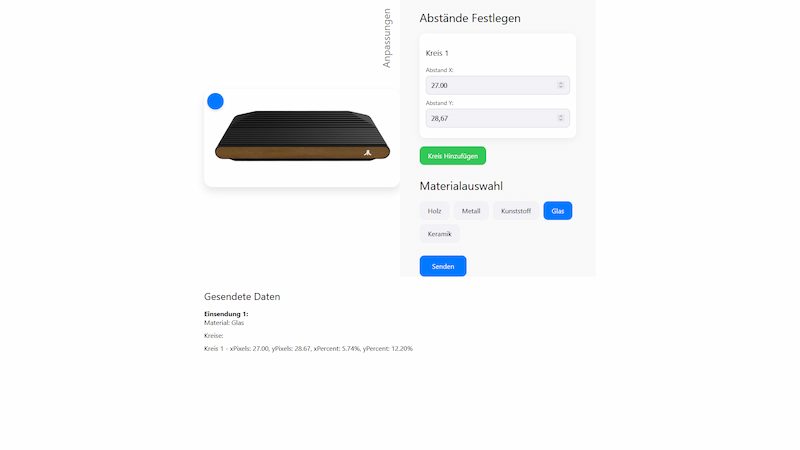 Anpassungen
Abstände Festlegen
Kreis 1
Abstand X:
27.00
Abstand Y:
28,67
Kreis Hinzufügen
Materialauswahl
Holz Metall Kunststoff Glas
Keramik
Senden
Gesendete Daten
Einsendung 1:
Material: Glas
Kreise:
Kreis 1 - xPixels: 27.00, yPixels: 28.67, xPercent: 5.74%, yPercent: 12.20%